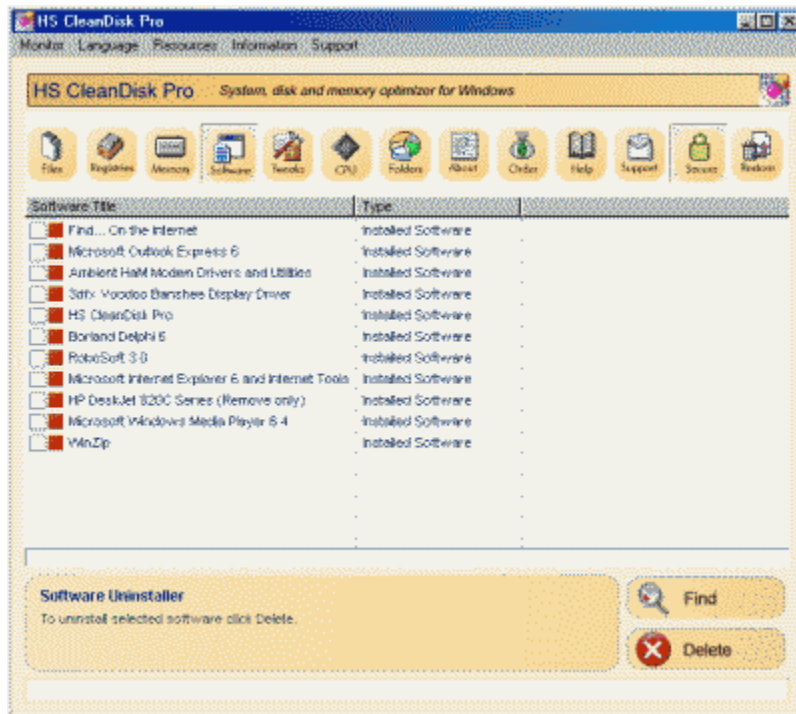 HS CleanDisk Pro
Monitor Language Resources Information Support
HS CleanDisk Pro System, disk and memory optimizer for Windows
Files Registries Memory Software Tweaks CPU Folders About Order Help Support Secure Restore
Software Title Type
Find... On the Internet Installed Software
Microsoft Outlook Express 6 Installed Software
Ambient HaM Modem Drivers and Utilities Installed Software
3dfx Voodoo Banshee Display Driver Installed Software
HS CleanDisk Pro Installed Software
Borland Delphi 6 Installed Software
RoboSoft 3.0 Installed Software
Microsoft Internet Explorer 6 and Internet Tools Installed Software
HP DeskJet 920C Series (Remove only) Installed Software
Microsoft Windows Media Player 6.4 Installed Software
WinZip Installed Software
Software Uninstaller
To uninstall selected software click Delete.
Find
Delete